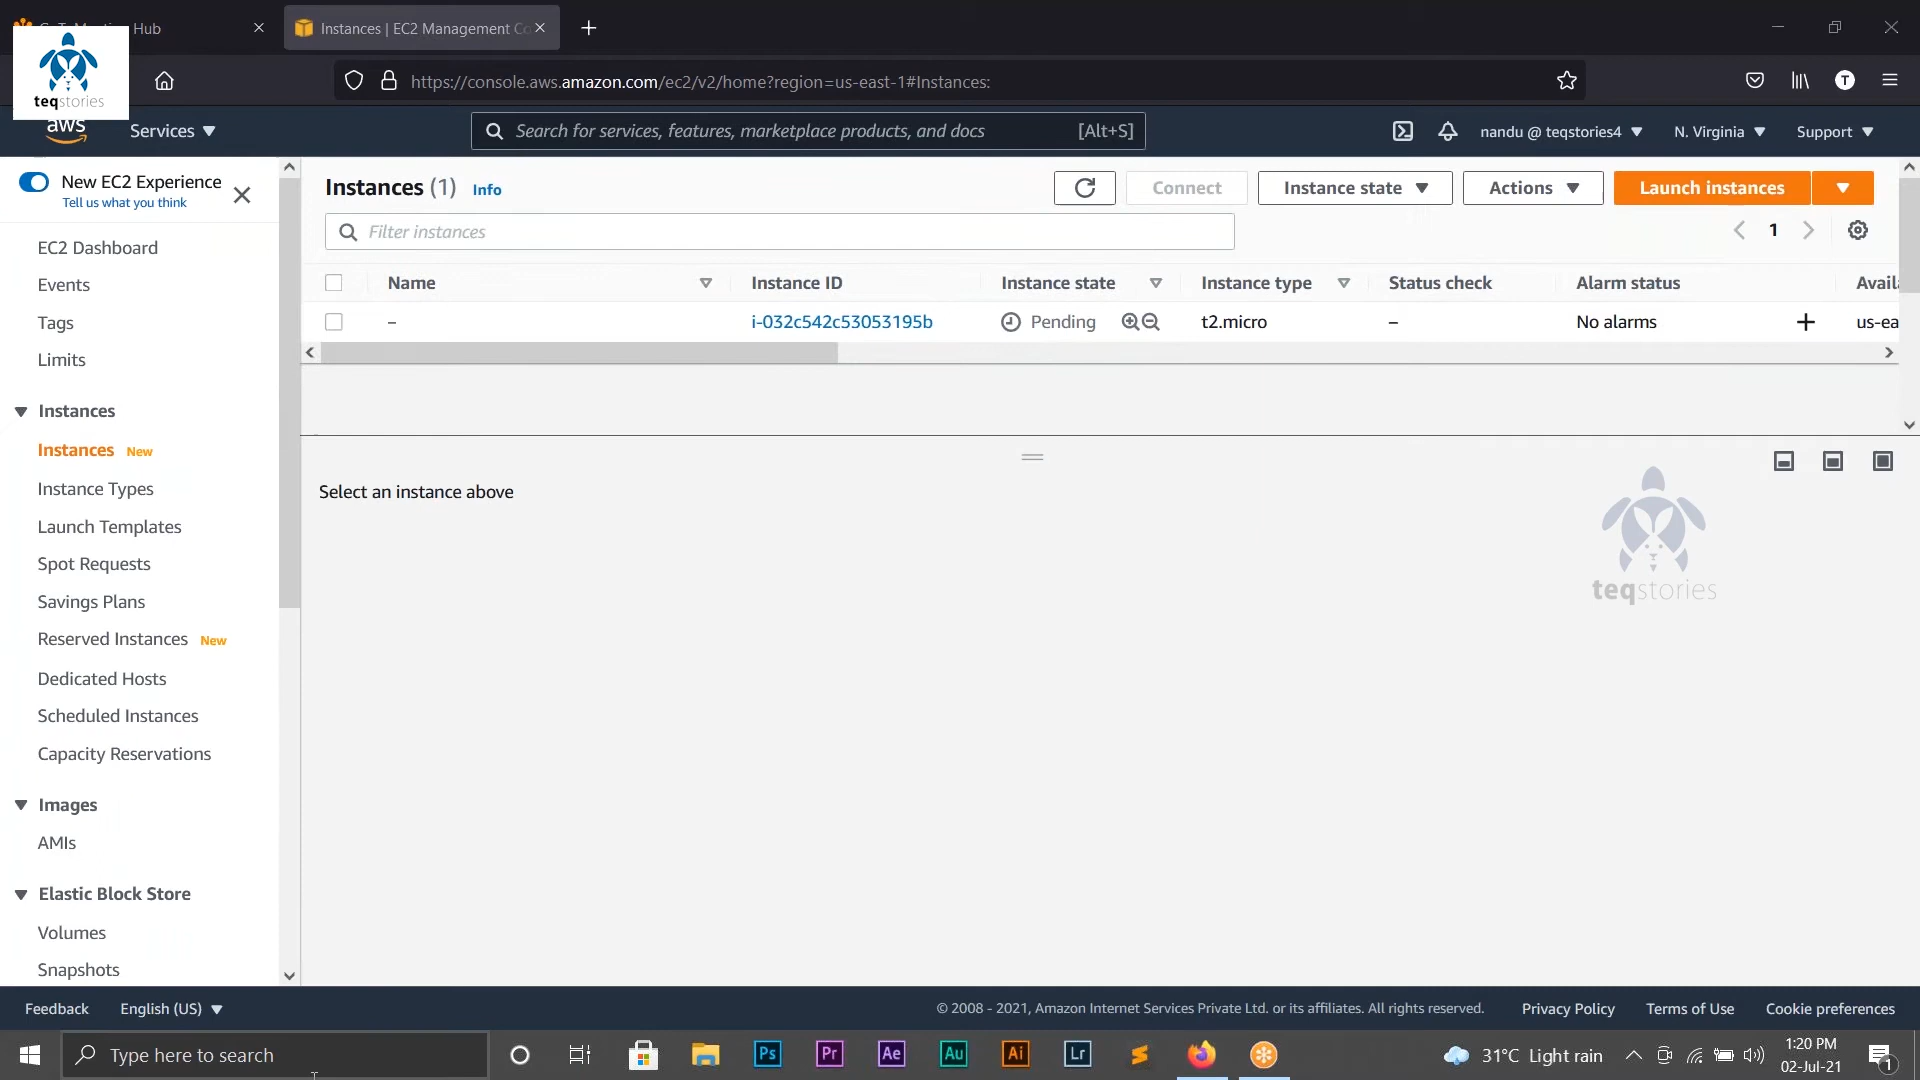 Hub
Instances | EC2 Management Co
teqstories
https://console.aws.amazon.com/ec2/v2/home?region=us-east-1#Instances:
T
aws
Services
Search for services, features, marketplace products, and docs
[Alt+S]
nandu @ teqstories4
N. Virginia
Support
New EC2 Experience
Tell us what you think
EC2 Dashboard
Events
Tags
Limits
Instances
Instances New
Instance Types
Launch Templates
Spot Requests
Savings Plans
Reserved Instances New
Dedicated Hosts
Scheduled Instances
Capacity Reservations
Images
AMIs
Elastic Block Store
Volumes
Snapshots
Instances (1) Info
Connect
Instance state
Actions
Launch instances
Filter instances
1
Name Instance ID Instance state Instance type Status check Alarm status Availa
– i-032c542c53053195b Pending t2.micro – No alarms us-ea
Select an instance above
teqstories
Feedback
English (US)
© 2008 - 2021, Amazon Internet Services Private Ltd. or its affiliates. All rights reserved.
Privacy Policy
Terms of Use
Cookie preferences
Type here to search
Ps
Pr
Ae
Au
Ai
Lr
31°C Light rain
1:20 PM
02-Jul-21
1